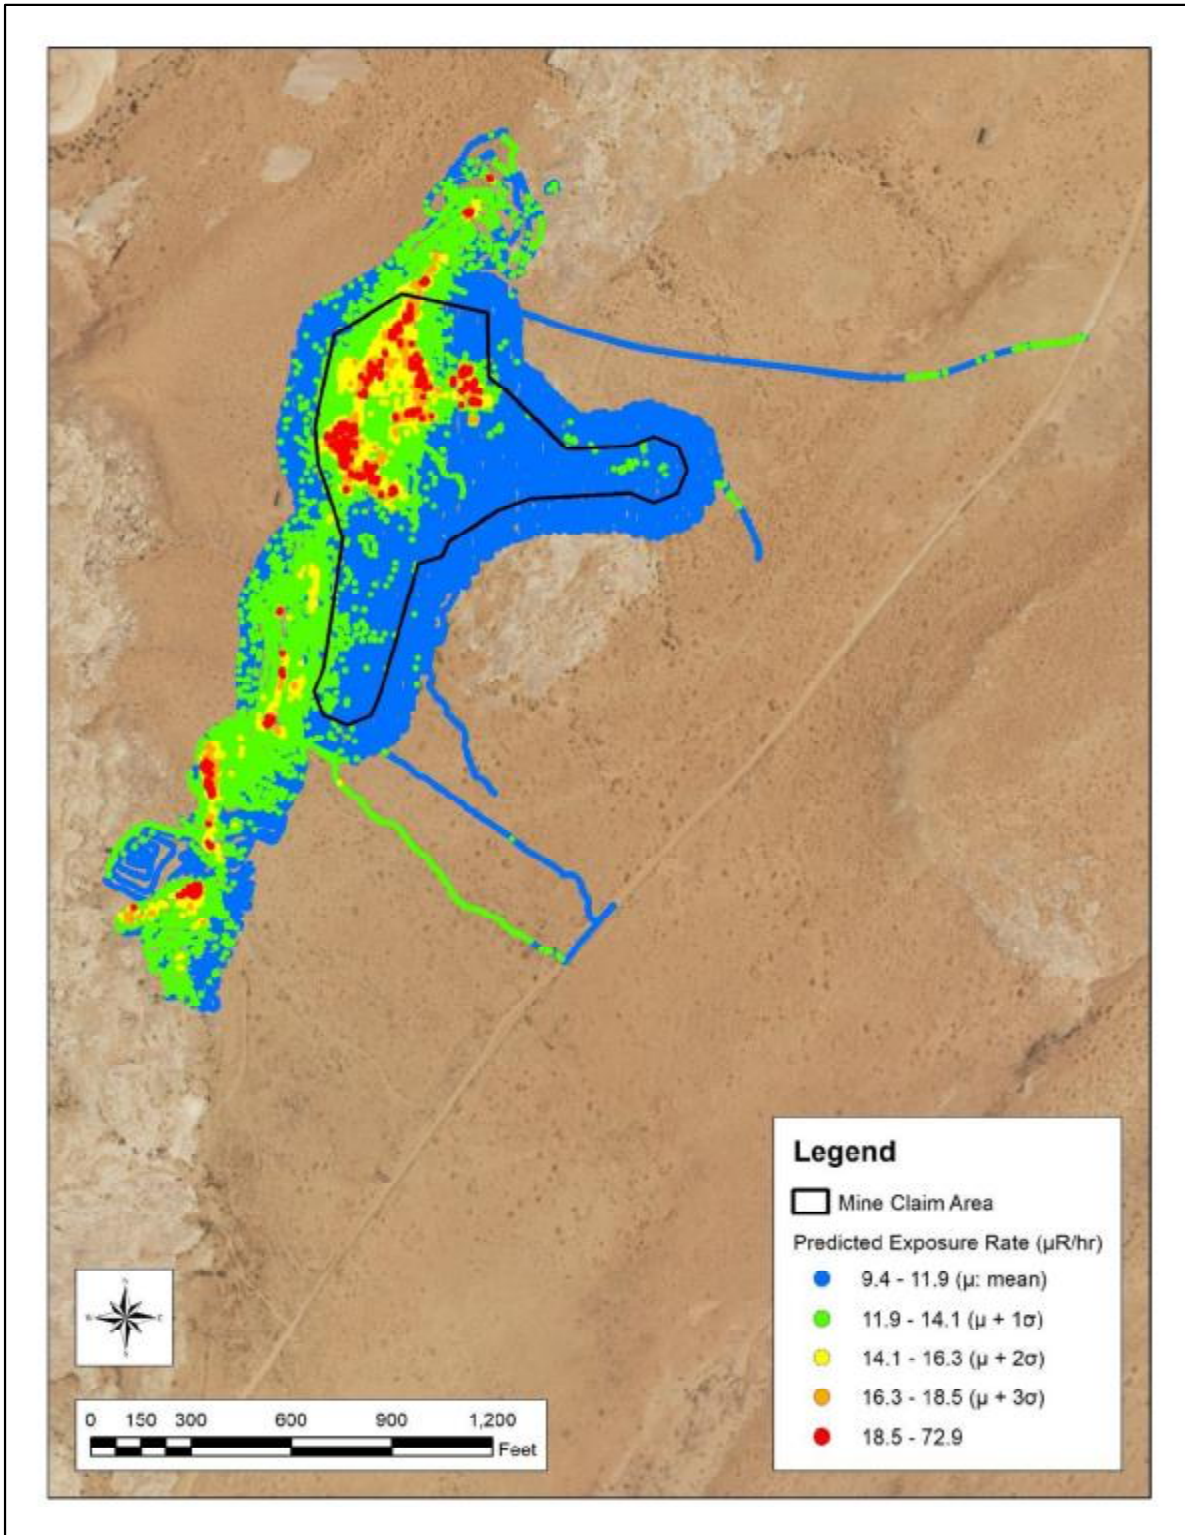 N
W E
S
0 150 300 600 900 1,200
Feet
Legend
Mine Claim Area
Predicted Exposure Rate (µR/hr)
9.4 - 11.9 (µ: mean)
11.9 - 14.1 (µ + 1σ)
14.1 - 16.3 (µ + 2σ)
16.3 - 18.5 (µ + 3σ)
18.5 - 72.9